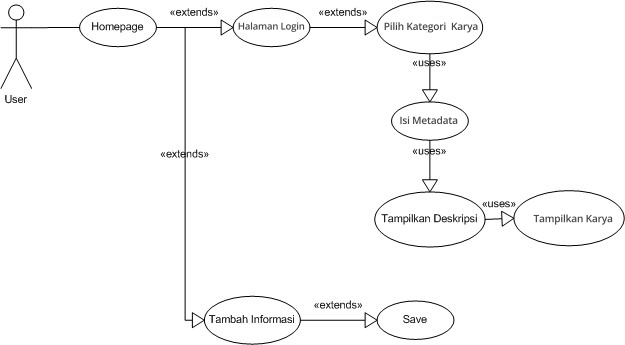 «extends»
«extends»
Homepage
Halaman Login
Pilih Kategori Karya
«uses»
User
Isi Metadata
«extends»
«uses»
«uses»
Tampilkan Deskripsi
Tampilkan Karya
«extends»
Tambah Informasi
Save